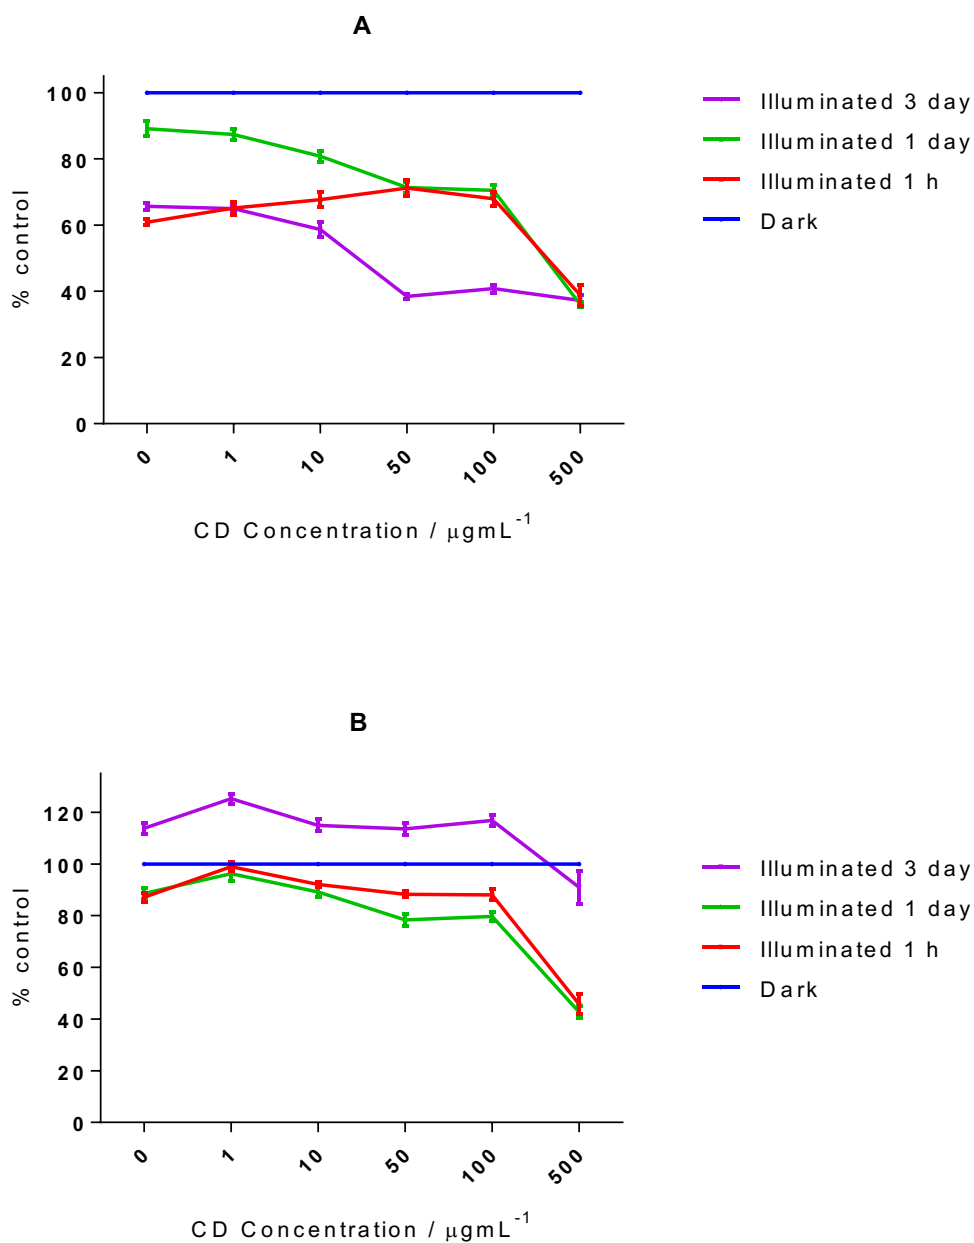 A
100
80
60
40
20
0
% control
0 1 10 50 100 500
CD Concentration / μgmL⁻¹
Illuminated 3 day
Illuminated 1 day
Illuminated 1 h
Dark
B
120
100
80
60
40
20
0
% control
0 1 10 50 100 500
CD Concentration / μgmL⁻¹
Illuminated 3 day
Illuminated 1 day
Illuminated 1 h
Dark